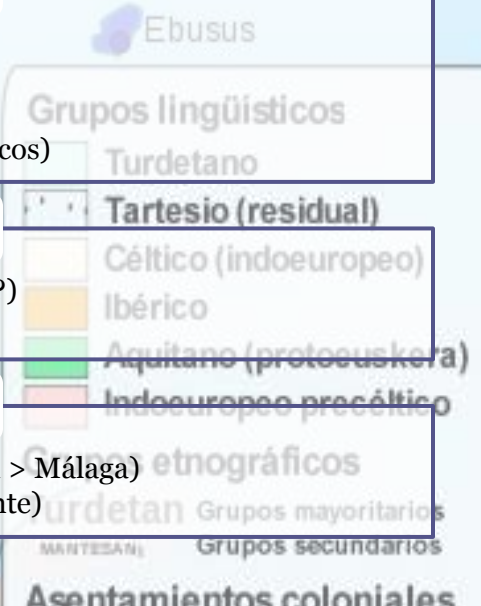 Ebusus
Grupos lingüísticos
cos)
Turdetano
Tartesio (residual)
Céltico (indoeuropeo)
?)
Ibérico
Aquitano (protoeuskera)
Indoeuropeo precéltico
Grupos etnográficos
> Málaga)
nte)
Turdetan Grupos mayoritarios
MANTESANI Grupos secundarios
Asentamientos coloniales